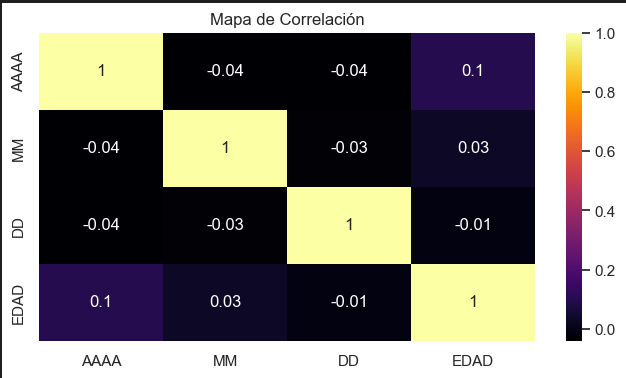 Mapa de Correlación
AAAA 1 -0.04 -0.04 0.1
MM -0.04 1 -0.03 0.03
DD -0.04 -0.03 1 -0.01
EDAD 0.1 0.03 -0.01 1
AAAA MM DD EDAD
1.0
0.8
0.6
0.4
0.2
0.0